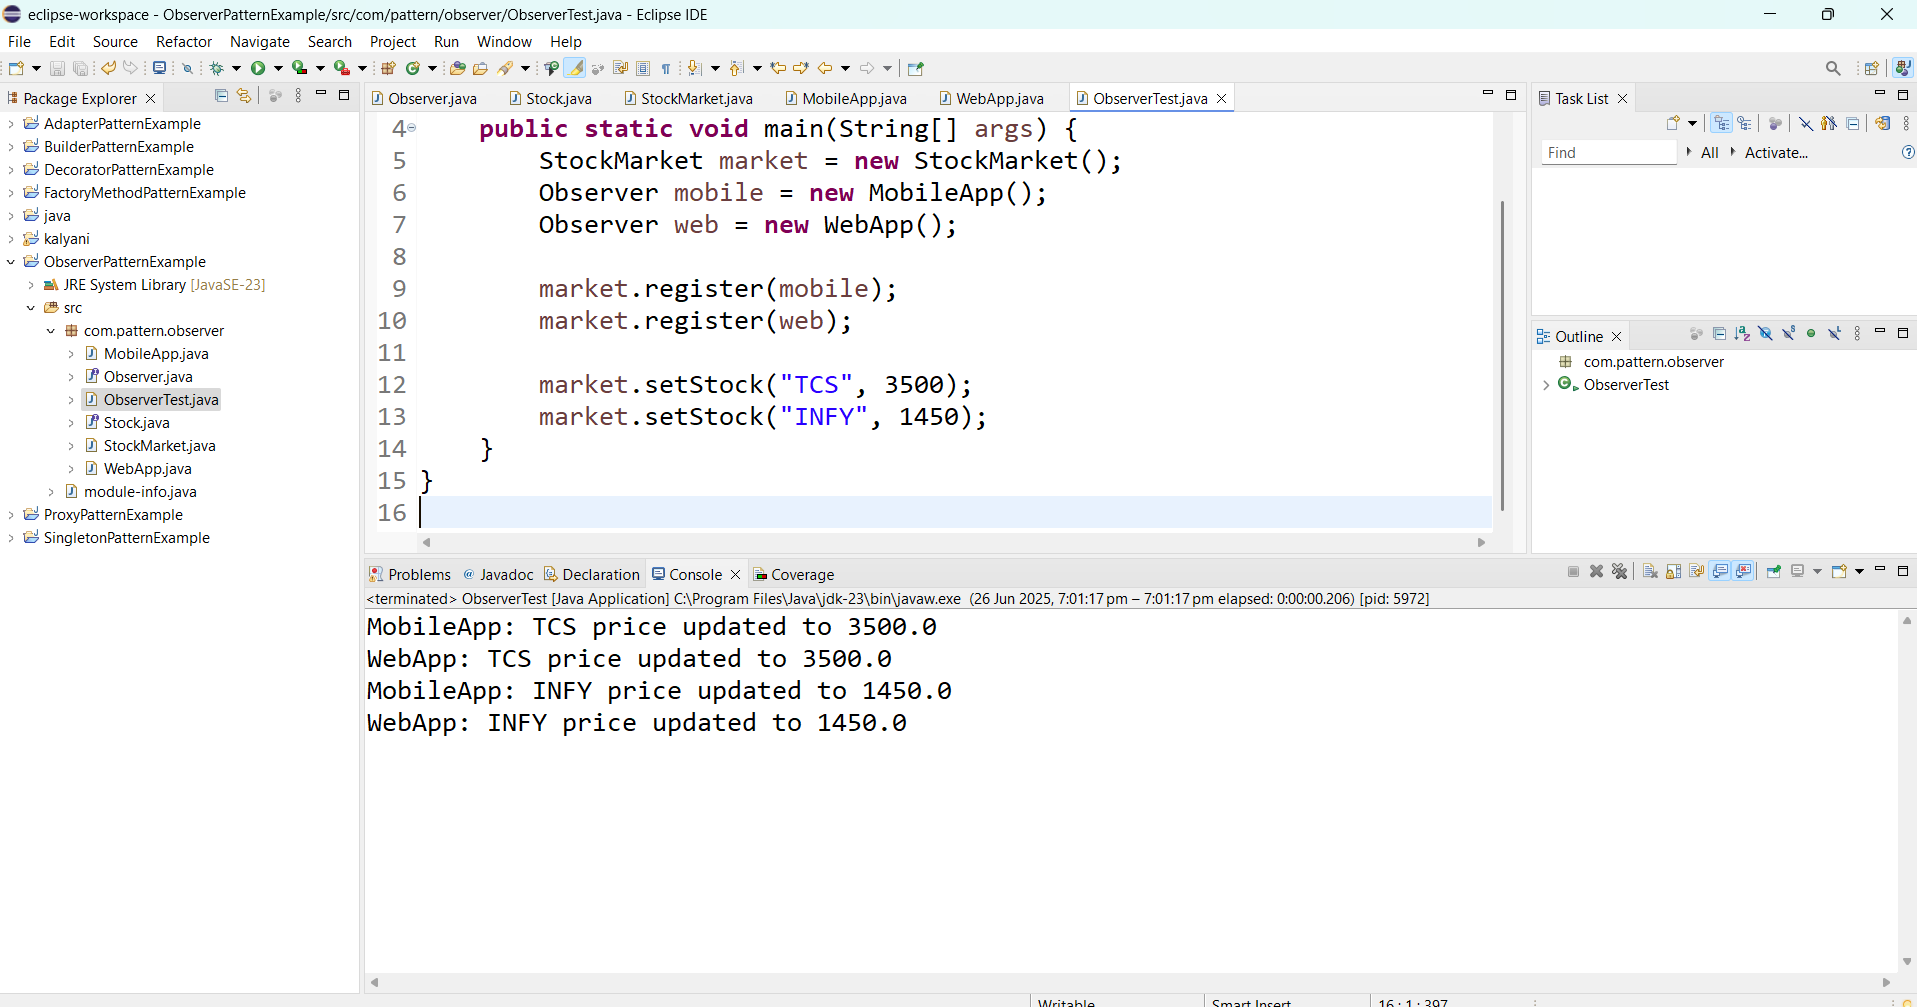 eclipse-workspace - ObserverPatternExample/src/com/pattern/observer/ObserverTest.java - Eclipse IDE
File Edit Source Refactor Navigate Search Project Run Window Help
Package Explorer
AdapterPatternExample
BuilderPatternExample
DecoratorPatternExample
FactoryMethodPatternExample
java
kalyani
ObserverPatternExample
JRE System Library [JavaSE-23]
src
com.pattern.observer
MobileApp.java
Observer.java
ObserverTest.java
Stock.java
StockMarket.java
WebApp.java
module-info.java
ProxyPatternExample
SingletonPatternExample
Observer.java Stock.java StockMarket.java MobileApp.java WebApp.java ObserverTest.java
4 public static void main(String[] args) {
5 StockMarket market = new StockMarket();
6 Observer mobile = new MobileApp();
7 Observer web = new WebApp();
8
9 market.register(mobile);
10 market.register(web);
11
12 market.setStock("TCS", 3500);
13 market.setStock("INFY", 1450);
14 }
15 }
16
Task List
Find All Activate...
Outline
com.pattern.observer
ObserverTest
Problems @ Javadoc Declaration Console Coverage
<terminated> ObserverTest [Java Application] C:\Program Files\Java\jdk-23\bin\javaw.exe (26 Jun 2025, 7:01:17 pm – 7:01:17 pm elapsed: 0:00:00.206) [pid: 5972]
MobileApp: TCS price updated to 3500.0
WebApp: TCS price updated to 3500.0
MobileApp: INFY price updated to 1450.0
WebApp: INFY price updated to 1450.0
Writable Smart Insert 16 : 1 : 397